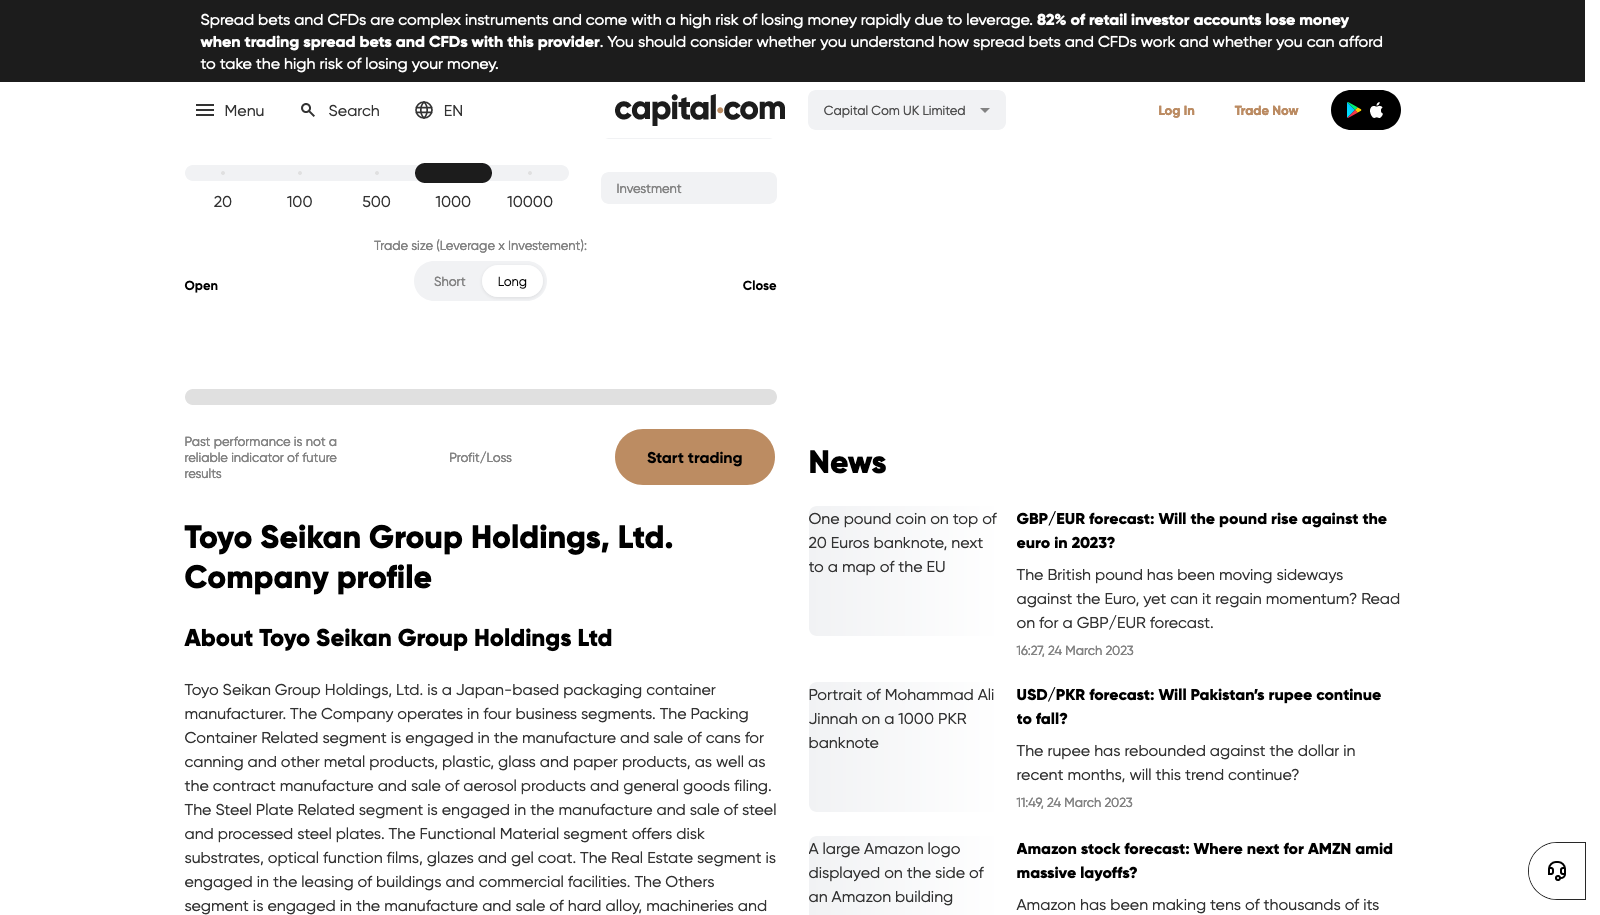 Spread bets and CFDs are complex instruments and come with a high risk of losing money rapidly due to leverage. 82% of retail investor accounts lose money
when trading spread bets and CFDs with this provider. You should consider whether you understand how spread bets and CFDs work and whether you can afford
to take the high risk of losing your money.
Menu
Search
EN
capital.com
Capital Com UK Limited
Log In
Trade Now
20
100
500
1000
10000
Investment
Trade size (Leverage x Investement):
Open
Short
Long
Close
Past performance is not a
reliable indicator of future
results
Profit/Loss
Start trading
Toyo Seikan Group Holdings, Ltd.
Company profile
About Toyo Seikan Group Holdings Ltd
Toyo Seikan Group Holdings, Ltd. is a Japan-based packaging container
manufacturer. The Company operates in four business segments. The Packing
Container Related segment is engaged in the manufacture and sale of cans for
canning and other metal products, plastic, glass and paper products, as well as
the contract manufacture and sale of aerosol products and general goods filing.
The Steel Plate Related segment is engaged in the manufacture and sale of steel
and processed steel plates. The Functional Material segment offers disk
substrates, optical function films, glazes and gel coat. The Real Estate segment is
engaged in the leasing of buildings and commercial facilities. The Others
segment is engaged in the manufacture and sale of hard alloy, machineries and
News
One pound coin on top of
20 Euros banknote, next
to a map of the EU
GBP/EUR forecast: Will the pound rise against the
euro in 2023?
The British pound has been moving sideways
against the Euro, yet can it regain momentum? Read
on for a GBP/EUR forecast.
16:27, 24 March 2023
Portrait of Mohammad Ali
Jinnah on a 1000 PKR
banknote
USD/PKR forecast: Will Pakistan’s rupee continue
to fall?
The rupee has rebounded against the dollar in
recent months, will this trend continue?
11:49, 24 March 2023
A large Amazon logo
displayed on the side of
an Amazon building
Amazon stock forecast: Where next for AMZN amid
massive layoffs?
Amazon has been making tens of thousands of its